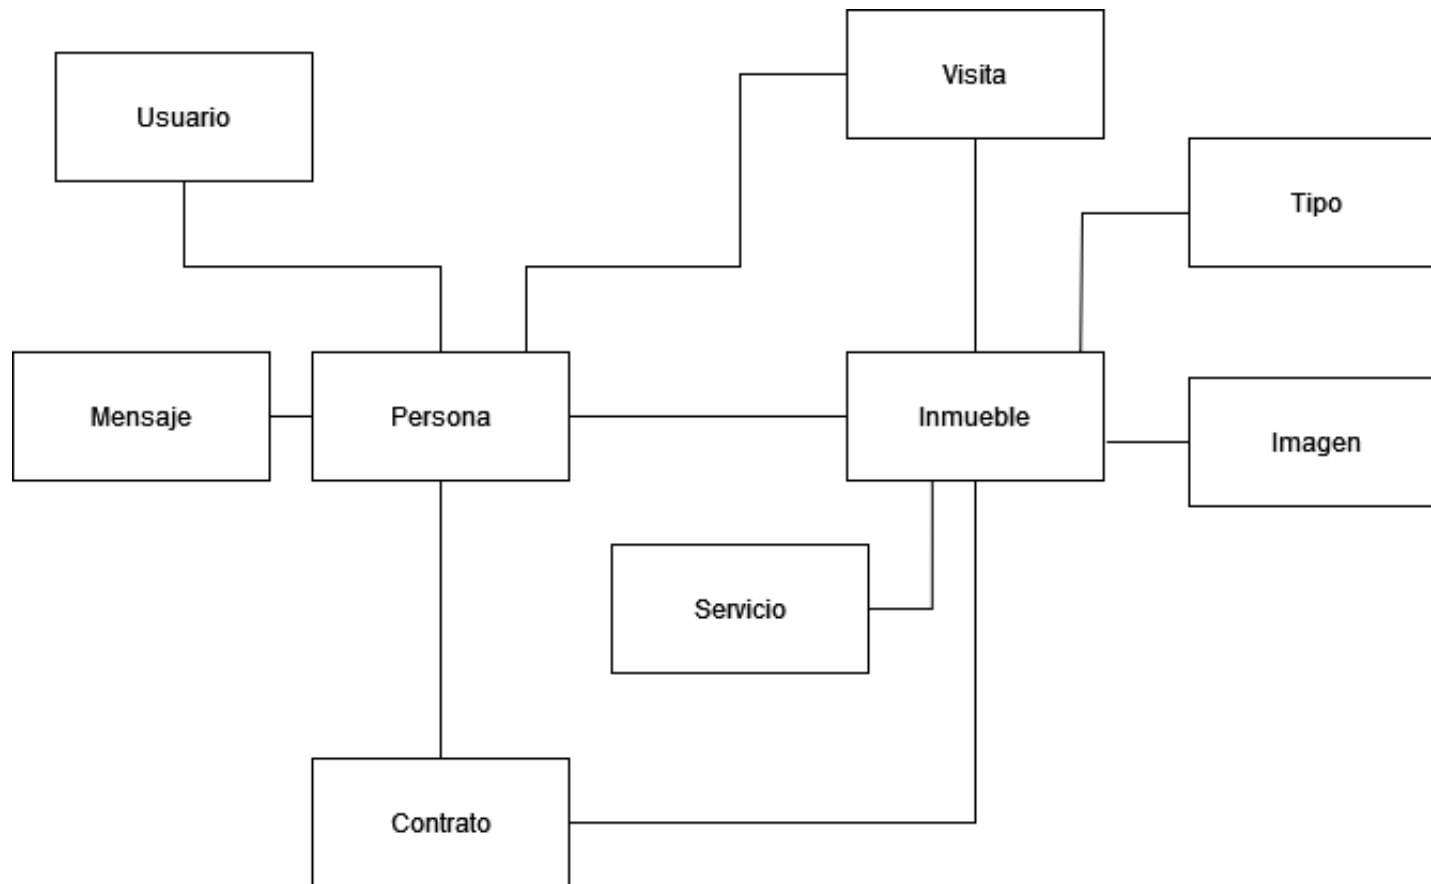 Visita
Usuario
Tipo
Mensaje
Persona
Inmueble
Imagen
Servicio
Contrato